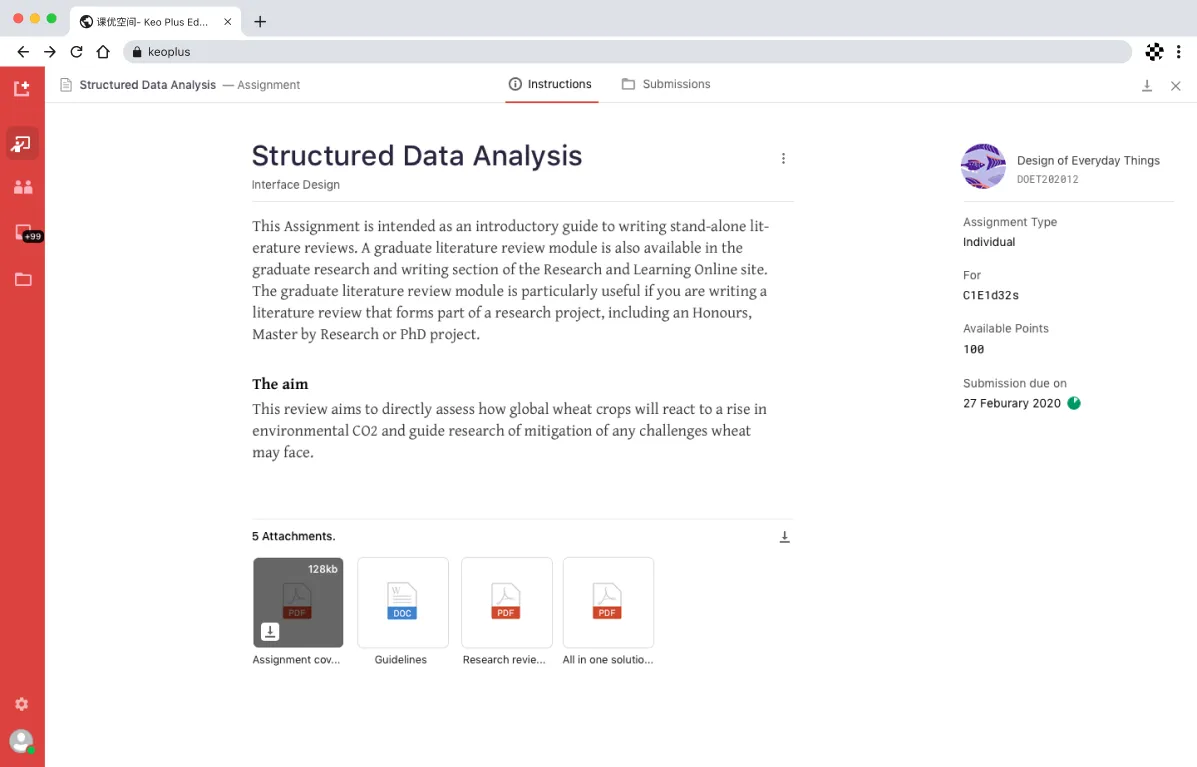 课优空间- Keo Plus Ed...
keoplus
Structured Data Analysis — Assignment
Instructions
Submissions
Structured Data Analysis
Interface Design
This Assignment is intended as an introductory guide to writing stand-alone lit-
erature reviews. A graduate literature review module is also available in the
graduate research and writing section of the Research and Learning Online site.
The graduate literature review module is particularly useful if you are writing a
literature review that forms part of a research project, including an Honours,
Master by Research or PhD project.
The aim
This review aims to directly assess how global wheat crops will react to a rise in
environmental CO2 and guide research of mitigation of any challenges wheat
may face.
5 Attachments.
128kb
PDF
W
DOC
PDF
PDF
Assignment cov...
Guidelines
Research revie...
All in one solutio...
Design of Everyday Things
DOET202012
Assignment Type
Individual
For
C1E1d32s
Available Points
100
Submission due on
27 Feburary 2020
+99